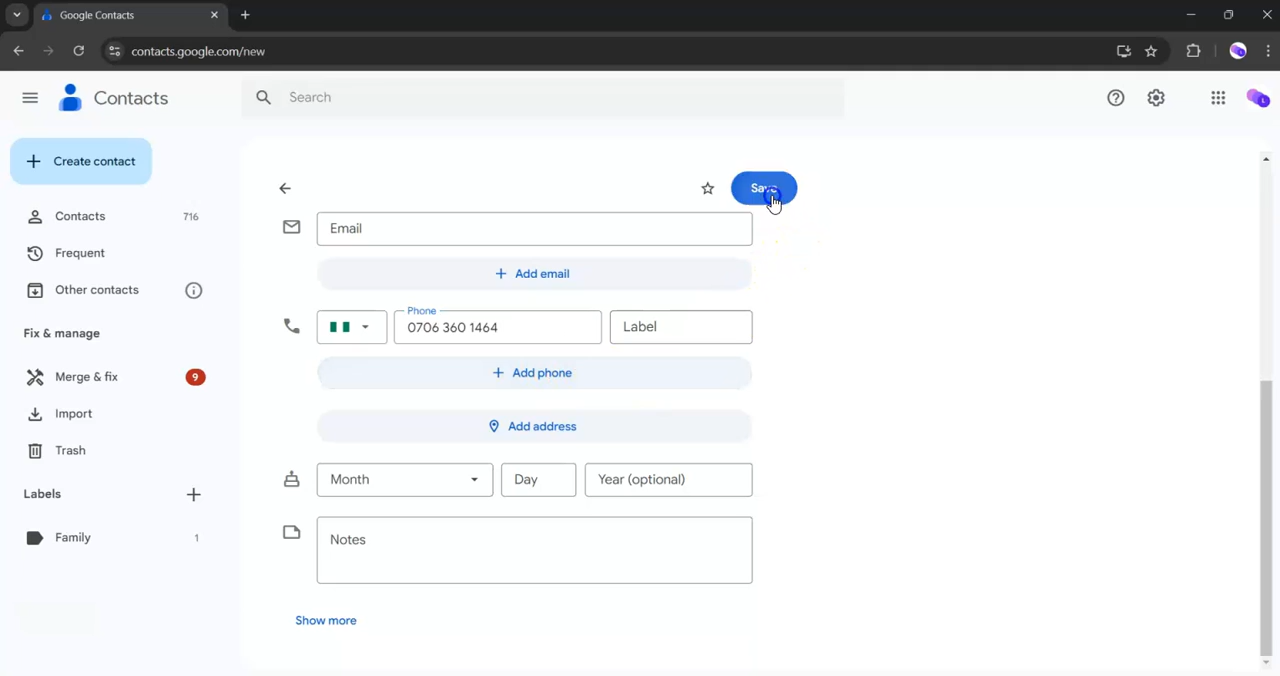 Google Contacts
contacts.google.com/new
Contacts
Search
Create contact
Contacts 716
Frequent
Other contacts
Fix & manage
Merge & fix 9
Import
Trash
Labels
Family 1
Save
Email
Add email
Phone
0706 360 1464
Label
Add phone
Add address
Month
Day
Year (optional)
Notes
Show more